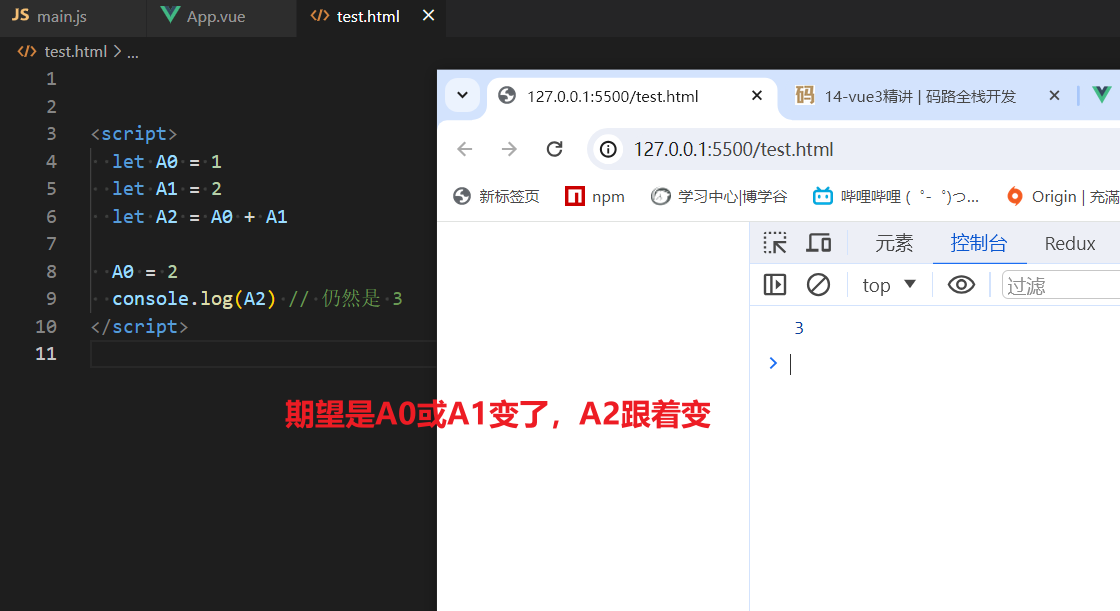 JS main.js
App.vue
<> test.html ×
<> test.html > ...
1
2
3 <script>
4 let A0 = 1
5 let A1 = 2
6 let A2 = A0 + A1
7
8 A0 = 2
9 console.log(A2) // 仍然是 3
10 </script>
11
127.0.0.1:5500/test.html
码 14-vue3精讲 | 码路全栈开发
127.0.0.1:5500/test.html
新标签页
npm
学习中心|博学谷
哔哩哔哩 (゜-゜)つ...
Origin | 充满
元素
控制台
Redux
top
过滤
3
>
期望是A0或A1变了，A2跟着变